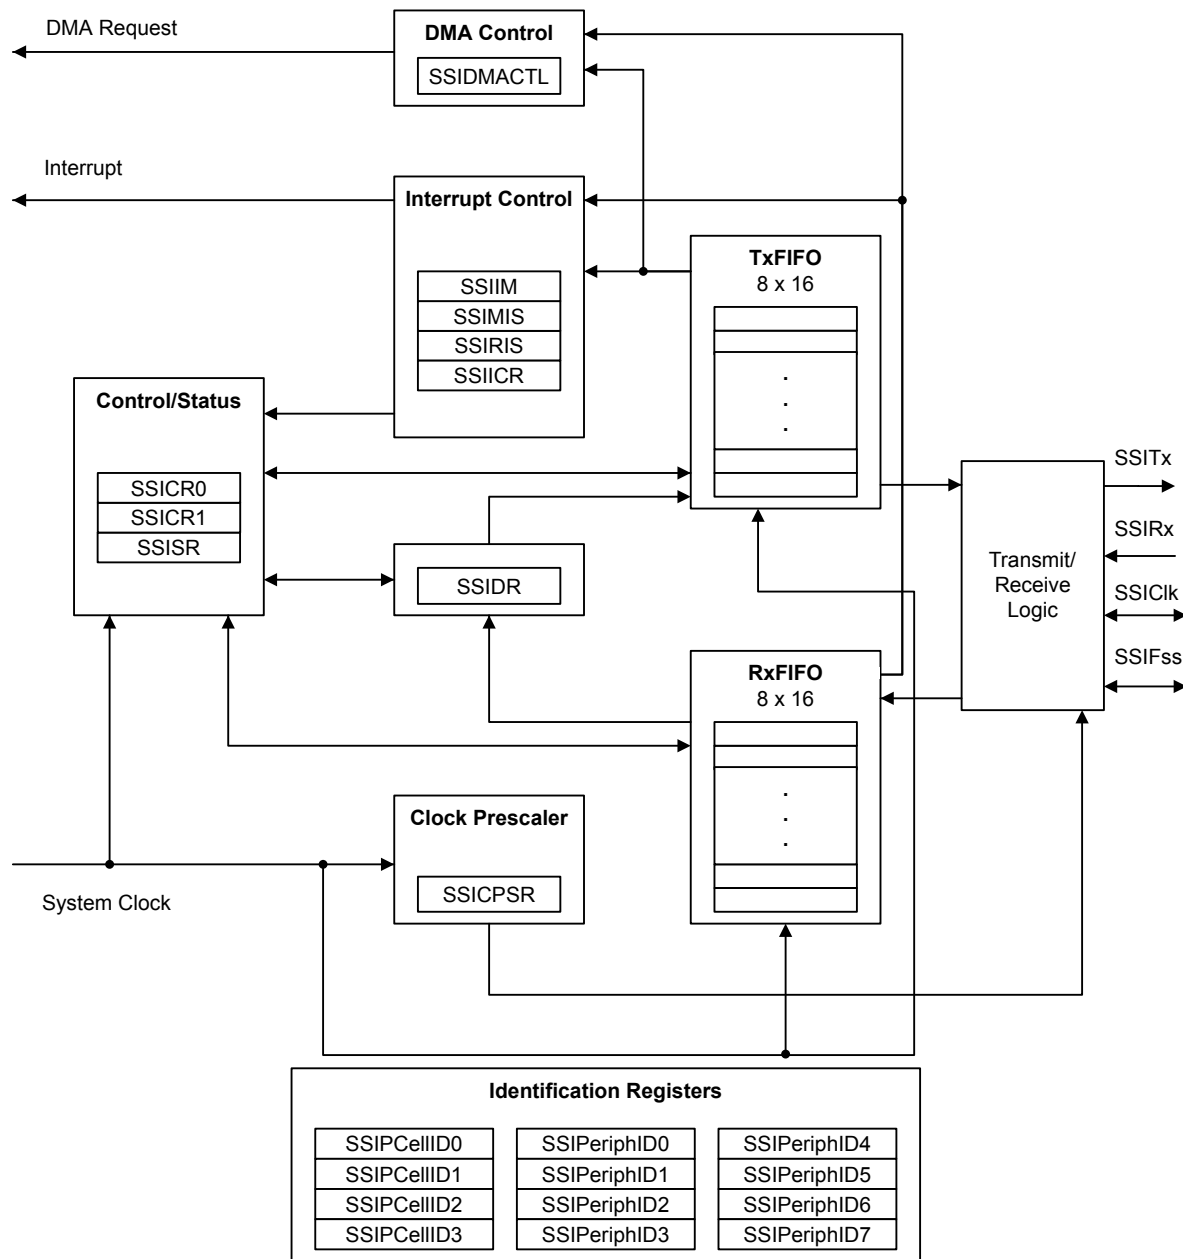 DMA Request
DMA Control
SSIDMACTL
Interrupt
Interrupt Control
SSIIM
SSIMIS
SSIRIS
SSIICR
TxFIFO
8 x 16
.
.
.
Control/Status
SSICR0
SSICR1
SSISR
SSIDR
Transmit/
Receive
Logic
SSITx
SSIRx
SSIClk
SSIFss
RxFIFO
8 x 16
.
.
.
Clock Prescaler
SSICPSR
System Clock
Identification Registers
SSIPCellID0
SSIPCellID1
SSIPCellID2
SSIPCellID3
SSIPeriphID0
SSIPeriphID1
SSIPeriphID2
SSIPeriphID3
SSIPeriphID4
SSIPeriphID5
SSIPeriphID6
SSIPeriphID7